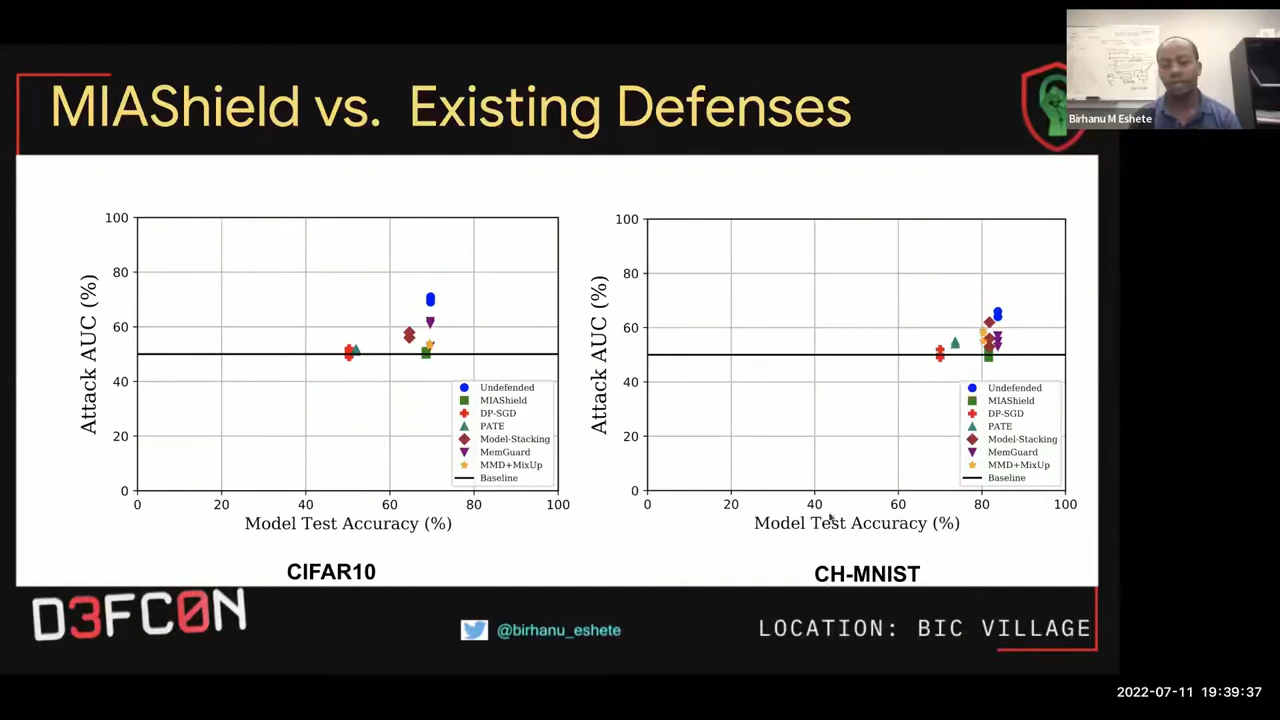 MIAShield vs. Existing Defenses
Birhanu M Eshete
100
80
60
40
20
0
Attack AUC (%)
0 20 40 60 80 100
Model Test Accuracy (%)
Undefended
MIAShield
DP-SGD
PATE
Model-Stacking
MemGuard
MMD+MixUp
Baseline
CIFAR10
100
80
60
40
20
0
Attack AUC (%)
0 20 40 60 80 100
Model Test Accuracy (%)
Undefended
MIAShield
DP-SGD
PATE
Model-Stacking
MemGuard
MMD+MixUp
Baseline
CH-MNIST
D3FC0N
@birhanu_eshete
LOCATION: BIC VILLAGE
2022-07-11 19:39:37